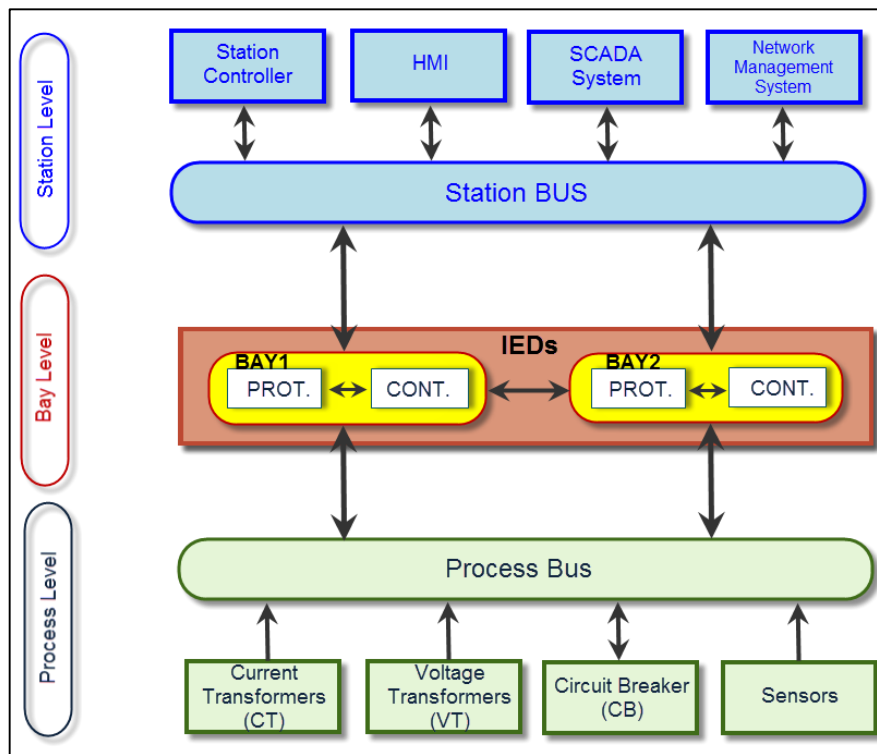 Station Level
Station
Controller
HMI
SCADA
System
Network
Management
System
Station BUS
Bay Level
IEDs
BAY1
PROT.
CONT.
BAY2
PROT.
CONT.
Process Level
Process Bus
Current
Transformers
(CT)
Voltage
Transformers
(VT)
Circuit Breaker
(CB)
Sensors